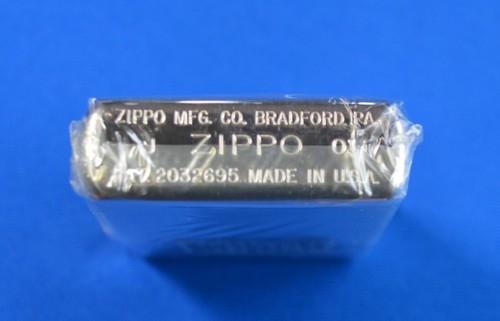 ZIPPO MFG. CO. BRADFORD, PA.
ZIPPO
2032695 MADE IN U.S.A.